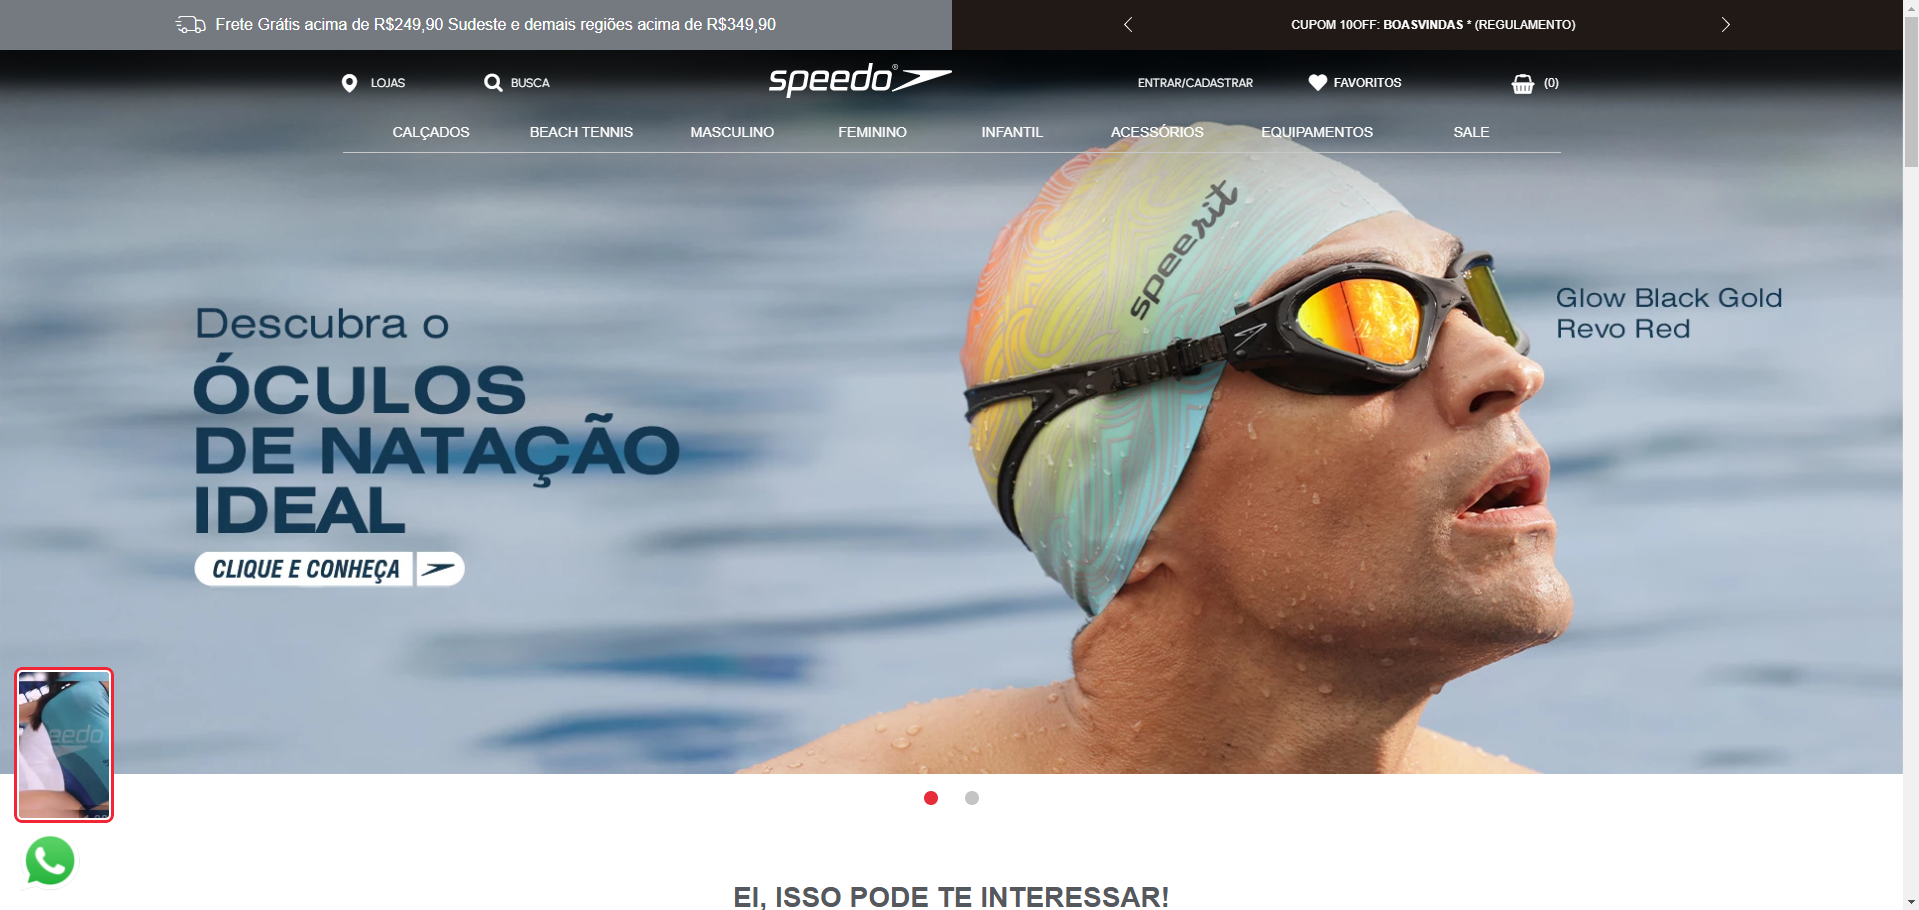 Frete Grátis acima de R$249,90 Sudeste e demais regiões acima de R$349,90
CUPOM 10OFF: BOASVINDAS * (REGULAMENTO)
LOJAS
BUSCA
speedo®
ENTRAR/CADASTRAR
FAVORITOS
(0)
CALÇADOS
BEACH TENNIS
MASCULINO
FEMININO
INFANTIL
ACESSÓRIOS
EQUIPAMENTOS
SALE
speerit
Glow Black Gold
Revo Red
Descubra o
ÓCULOS
DE NATAÇÃO
IDEAL
CLIQUE E CONHEÇA
eedo
EI, ISSO PODE TE INTERESSAR!